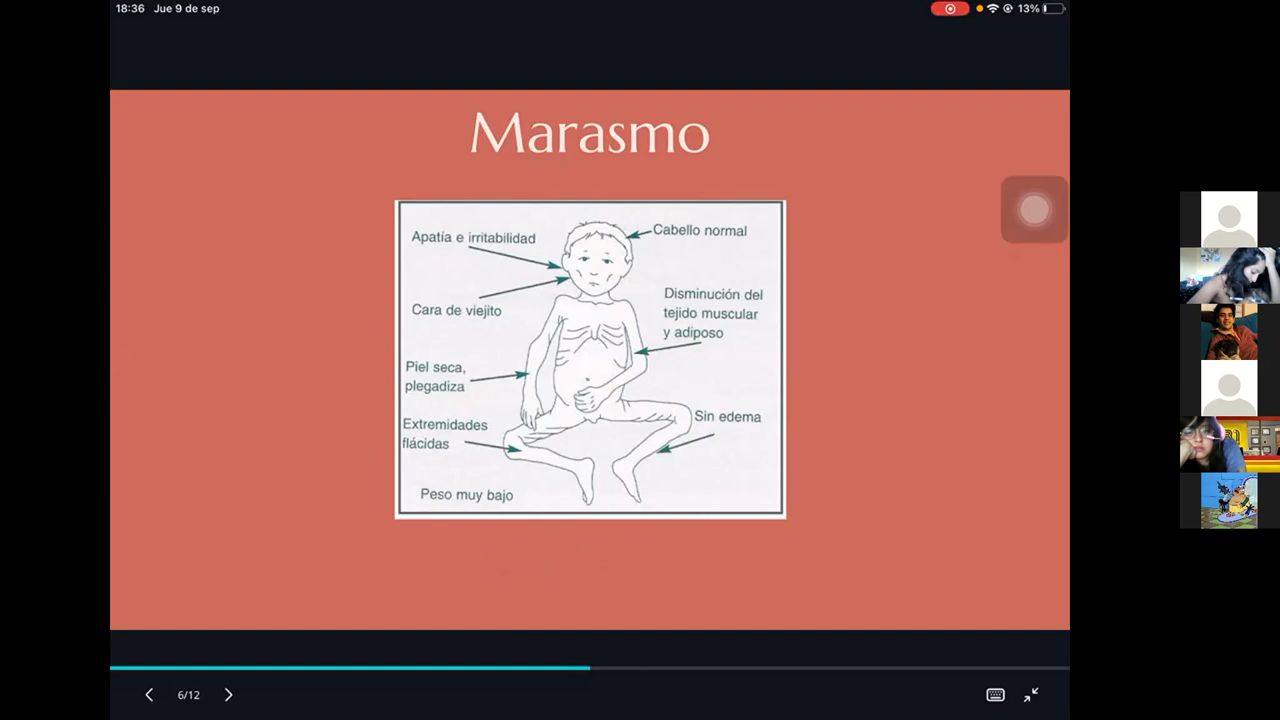 18:36 Jue 9 de sep
13%
Marasmo
Apatía e irritabilidad
Cabello normal
Cara de viejito
Disminución del
tejido muscular
y adiposo
Piel seca,
plegadiza
Extremidades
flácidas
Sin edema
Peso muy bajo
6/12